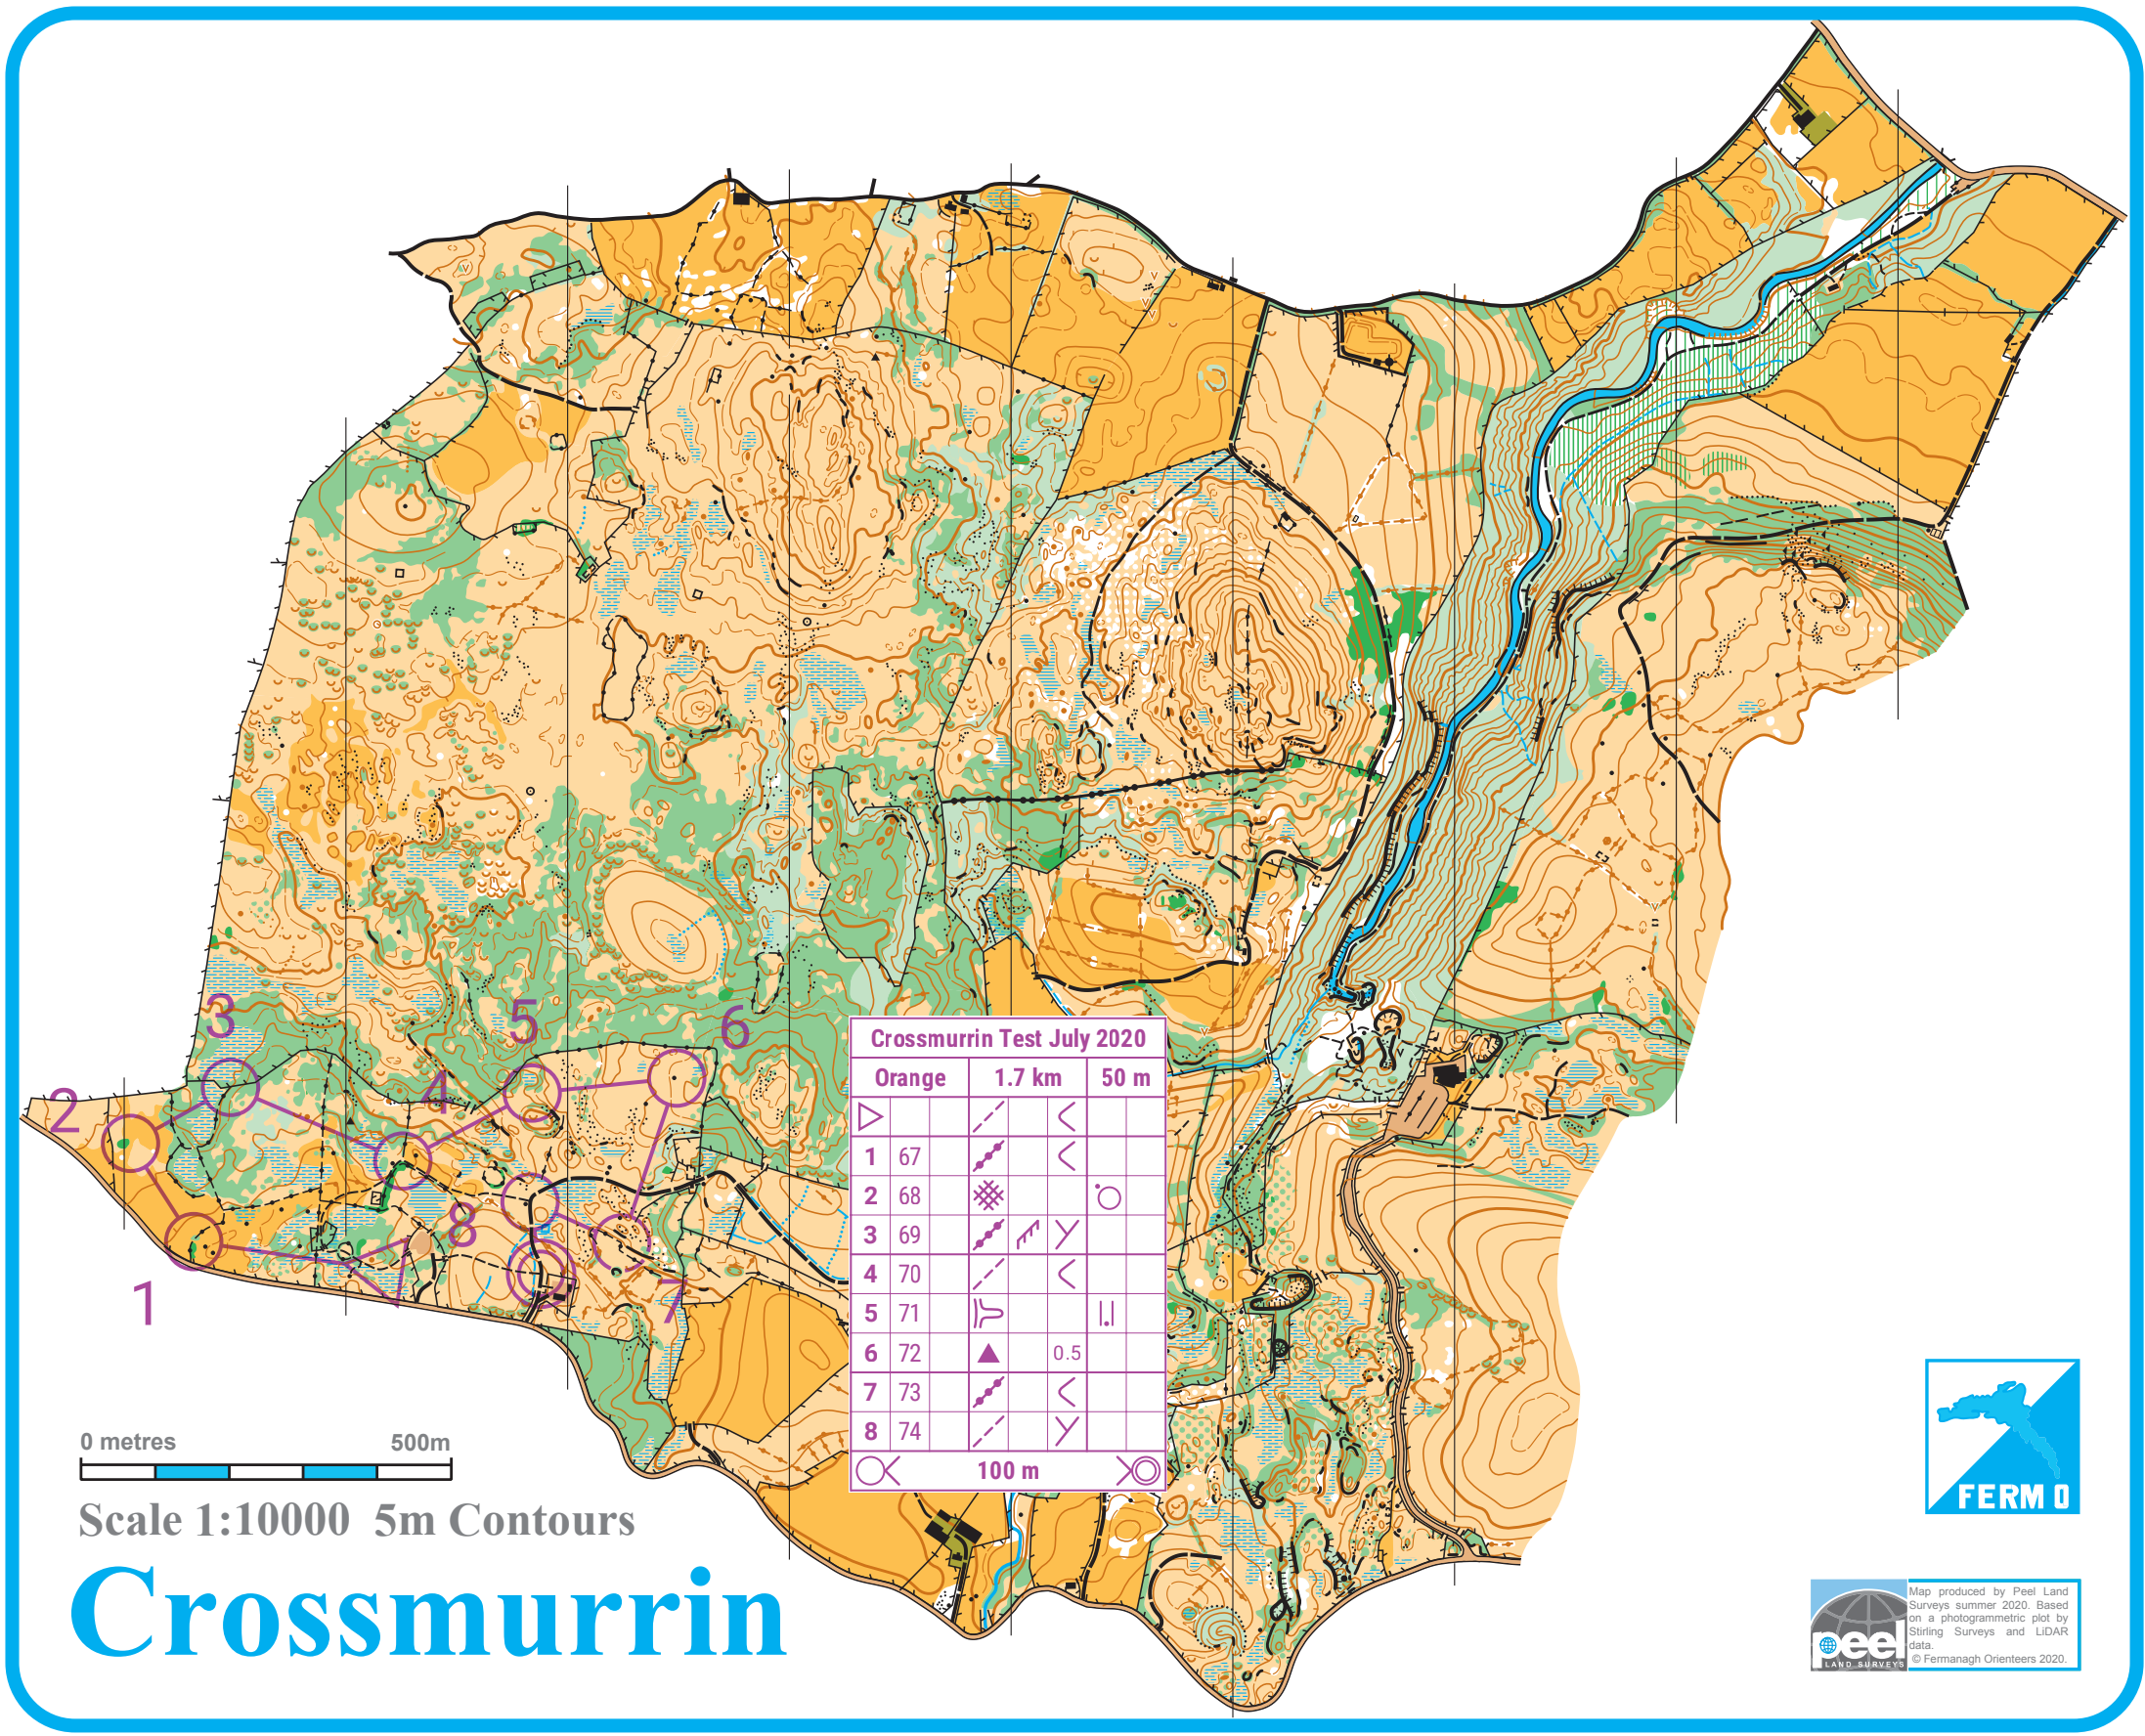 3
5
6
4
2
8
1
7
Crossmurrin Test July 2020
Orange 1.7 km 50 m
1 67
2 68
3 69
4 70
5 71
6 72 0.5
7 73
8 74
100 m
0 metres 500m
Scale 1:10000 5m Contours
Crossmurrin
FERM O
peel
LAND SURVEYS
Map produced by Peel Land
Surveys summer 2020. Based
on a photogrammetric plot by
Stirling Surveys and LiDAR
data.
© Fermanagh Orienteers 2020.